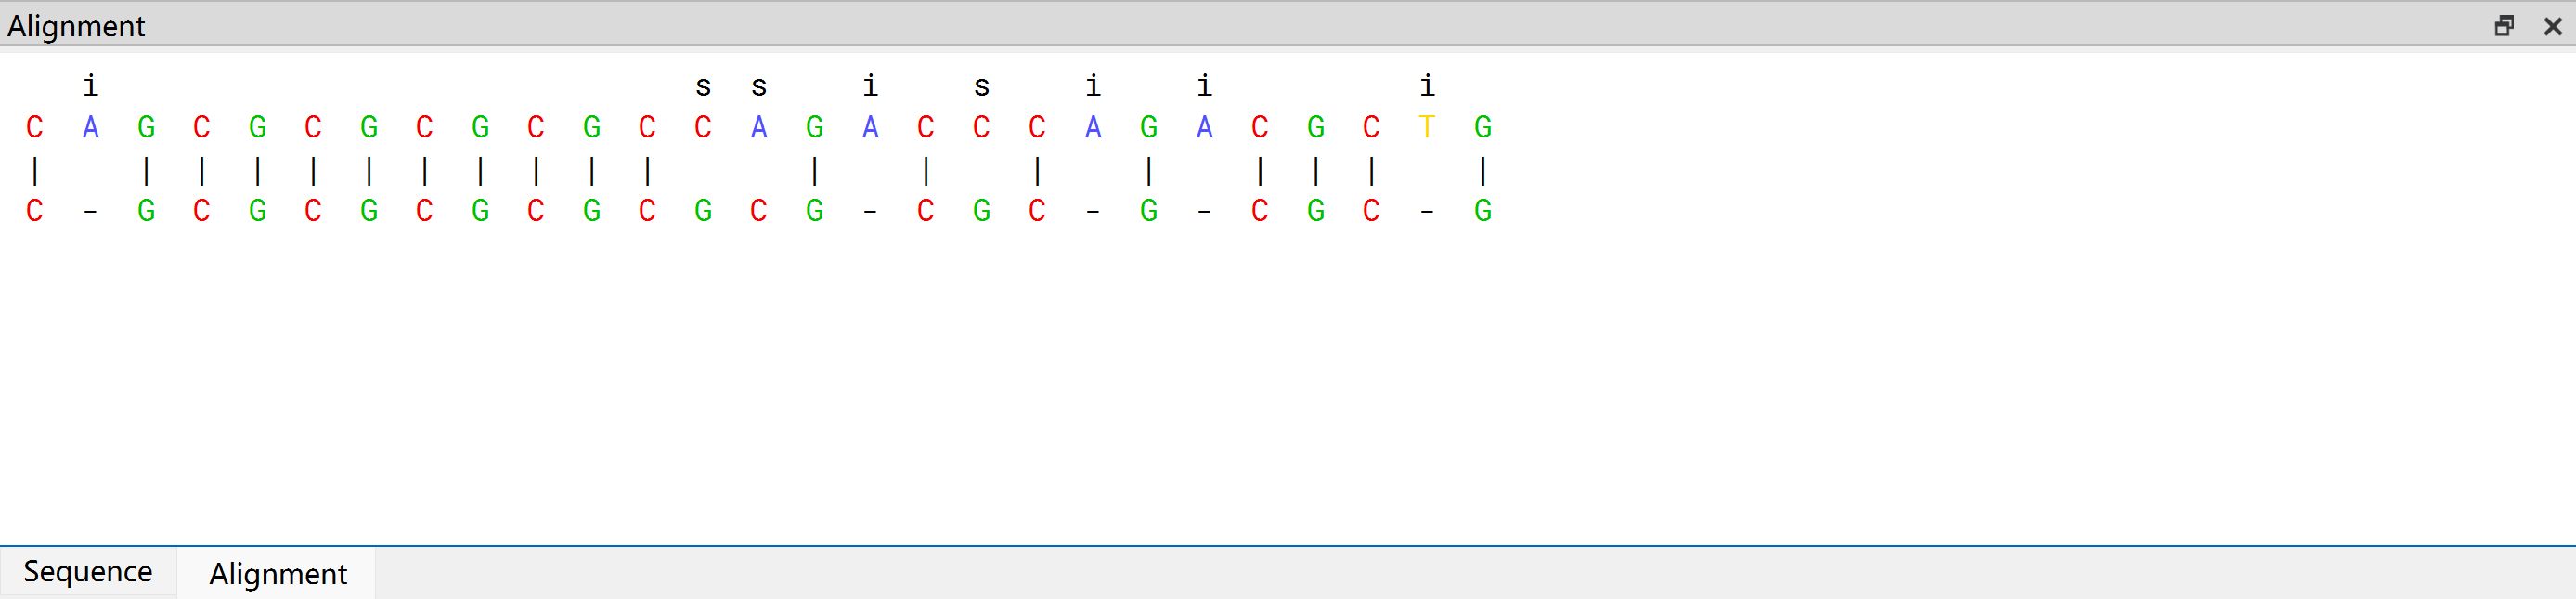 Alignment
i s s i s i i i
C A G C G C G C G C G C C A G A C C C A G A C G C T G
| | | | | | | | | | | | | | | | | | |
C - G C G C G C G C G C G C G - C G C - G - C G C - G
Sequence Alignment